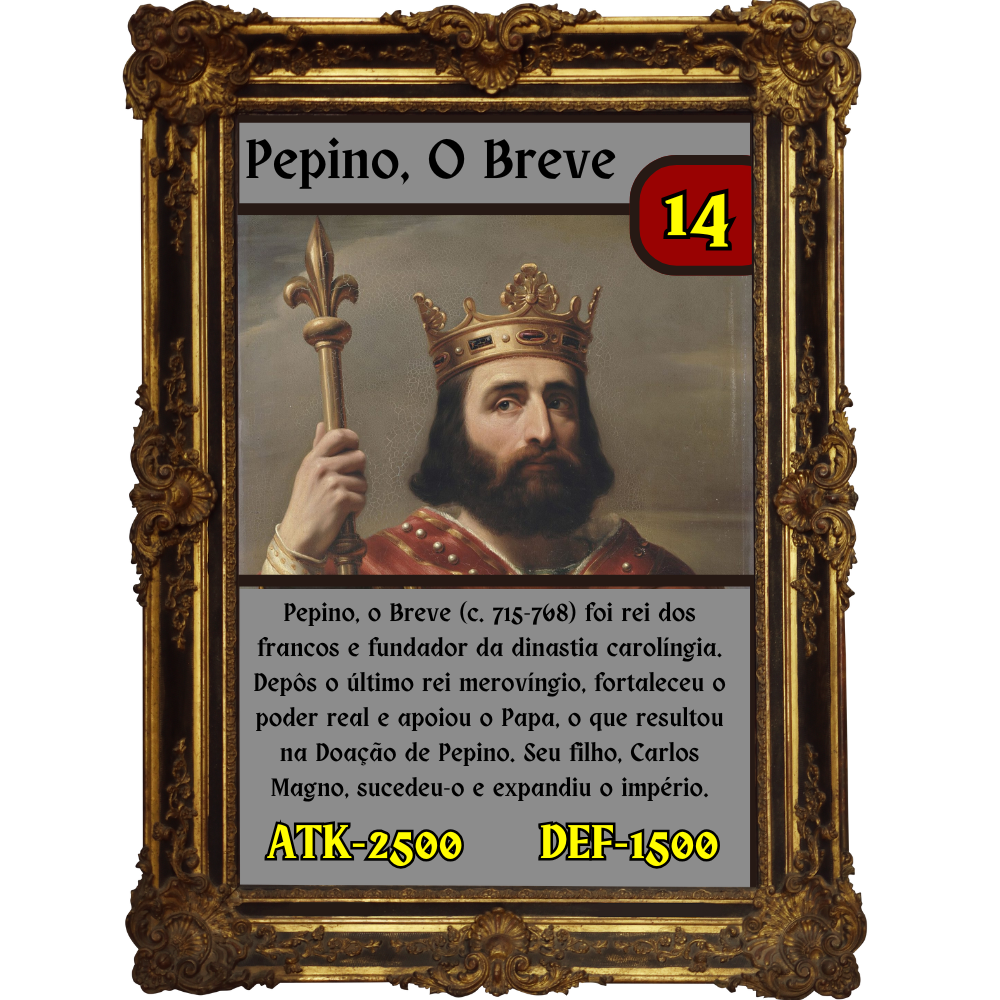 Pepino, O Breve
14
Pepino, o Breve (c. 715-768) foi rei dos
francos e fundador da dinastia carolíngia.
Depôs o último rei merovíngio, fortaleceu o
poder real e apoiou o Papa, o que resultou
na Doação de Pepino. Seu filho, Carlos
Magno, sucedeu-o e expandiu o império.
ATK-2500 DEF-1500